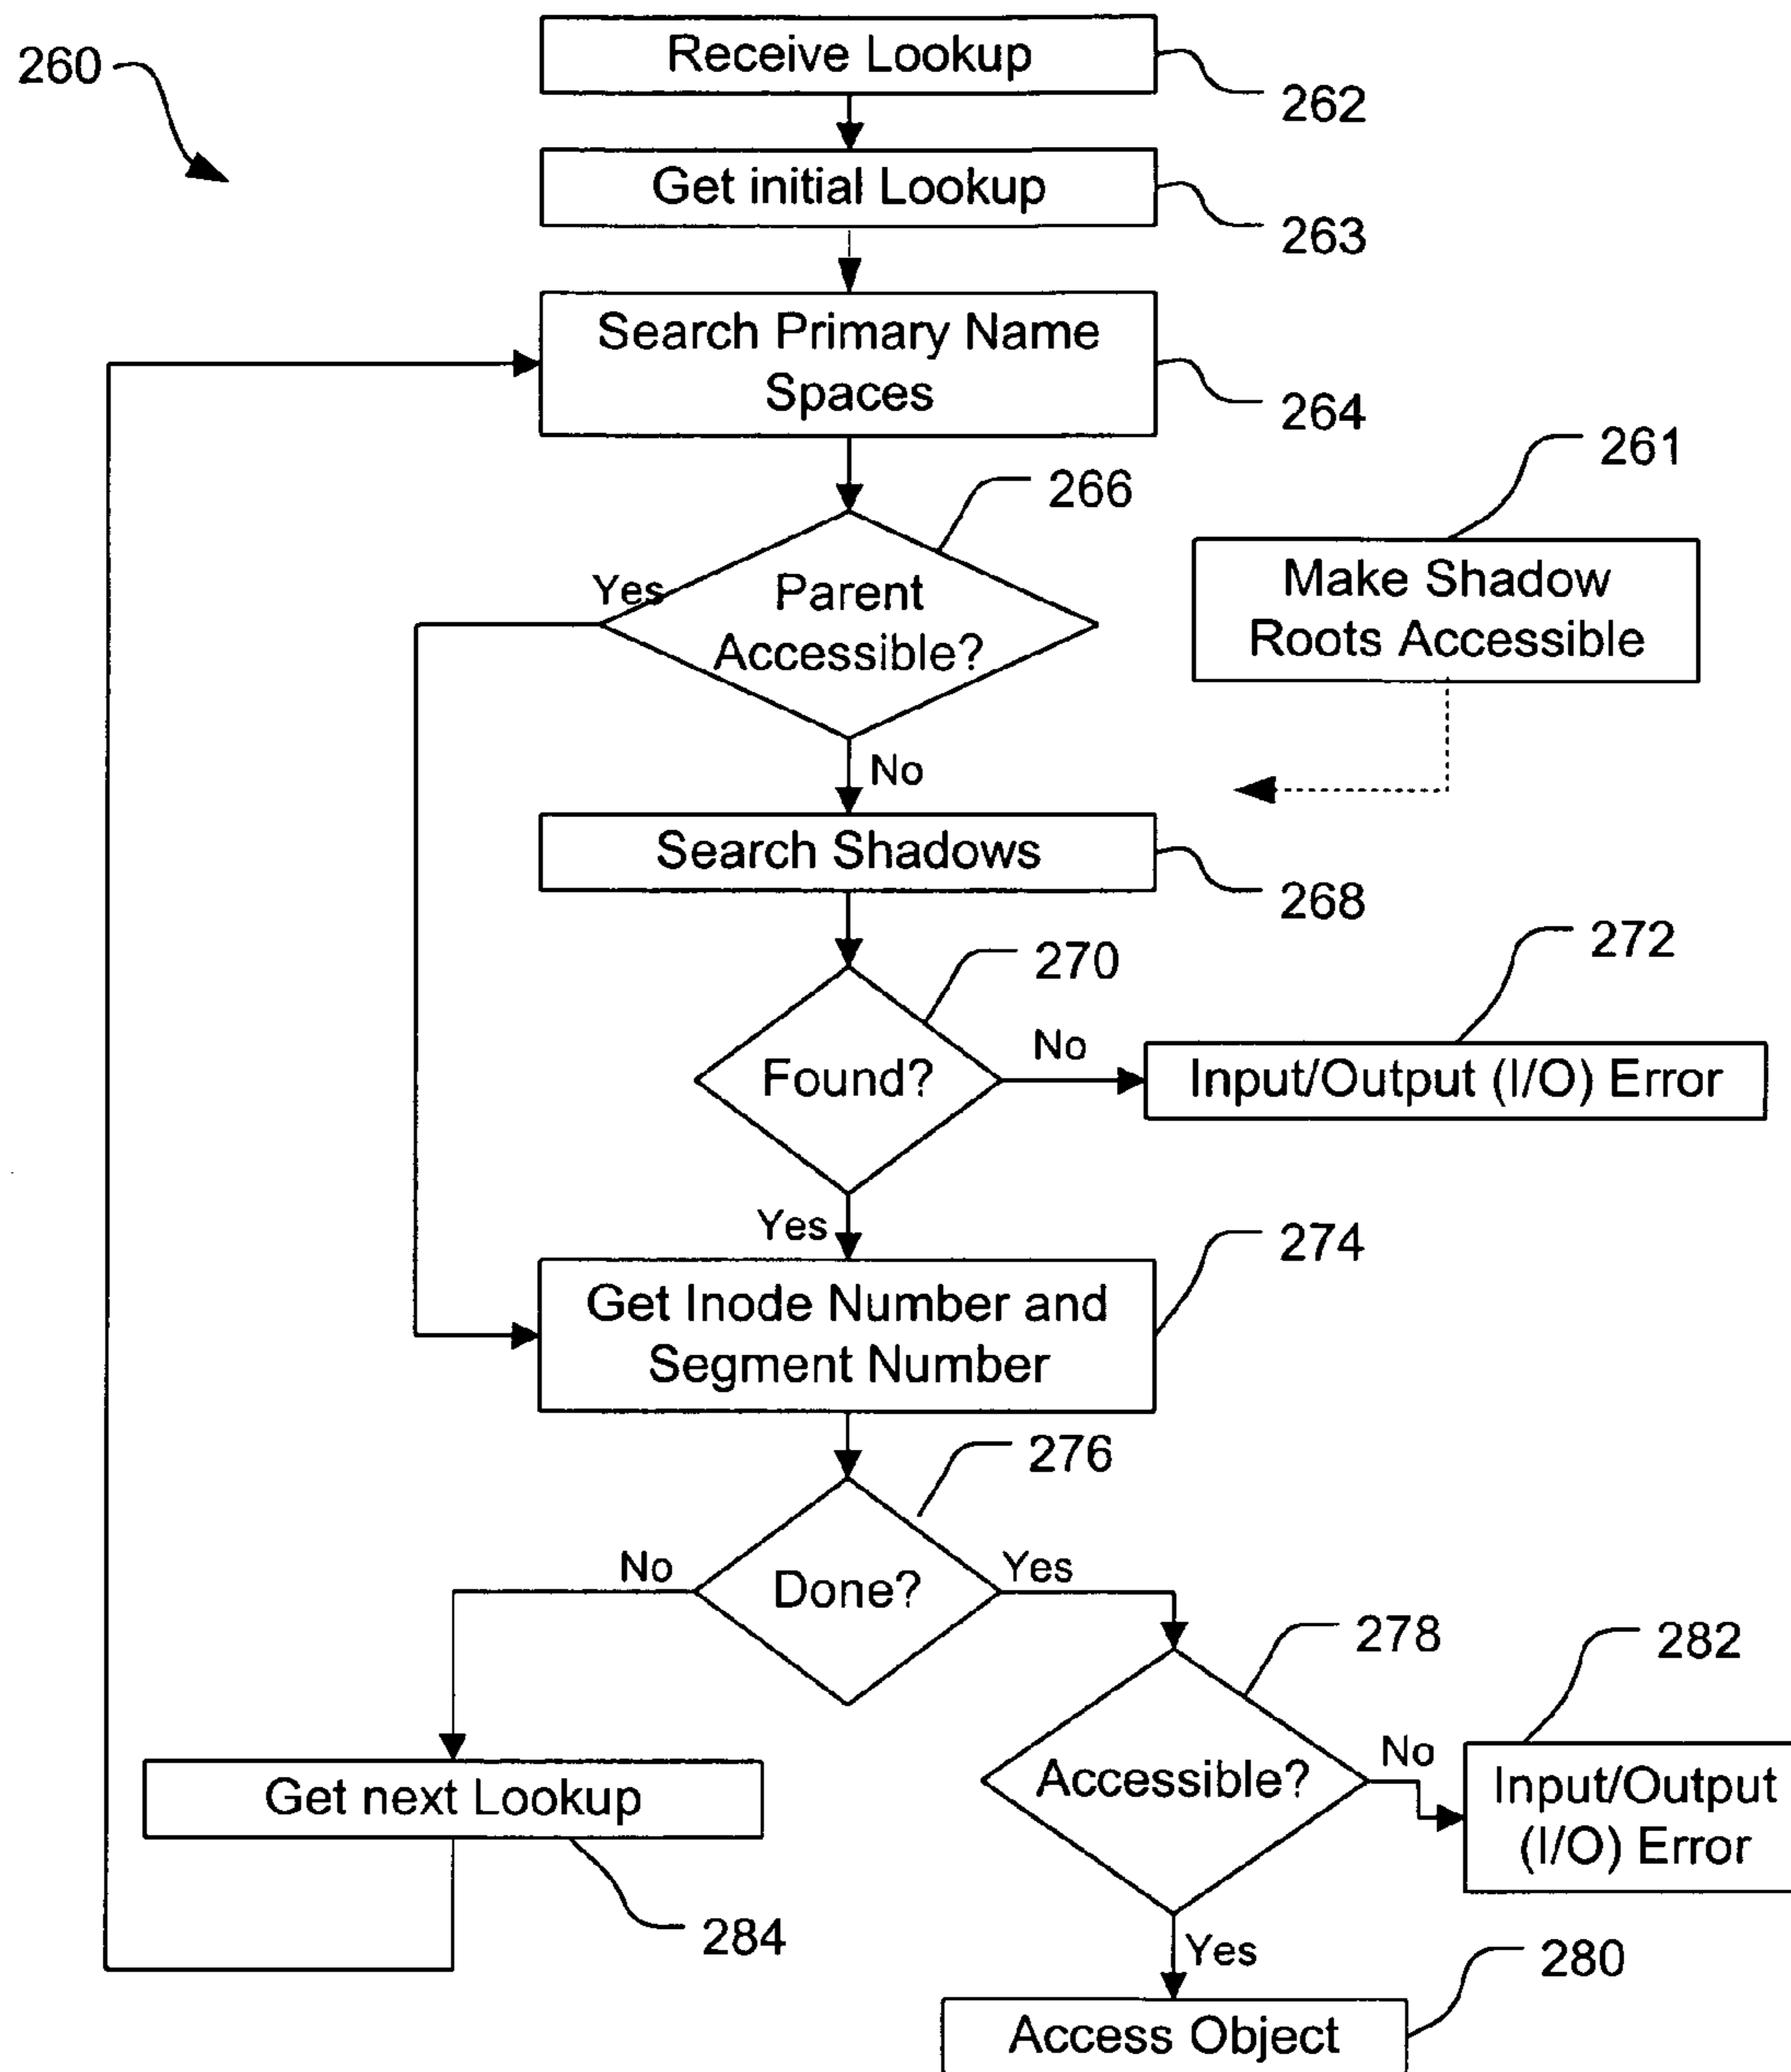 260
Receive Lookup
262
Get initial Lookup
263
Search Primary Name
Spaces
264
261
266
Make Shadow
Roots Accessible
Yes
Parent
Accessible?
No
Search Shadows
268
270
272
Found?
No
Input/Output (I/O) Error
Yes
274
Get Inode Number and
Segment Number
276
No
Done?
Yes
278
282
Accessible?
No
Input/Output
(I/O) Error
Get next Lookup
284
Yes
280
Access Object